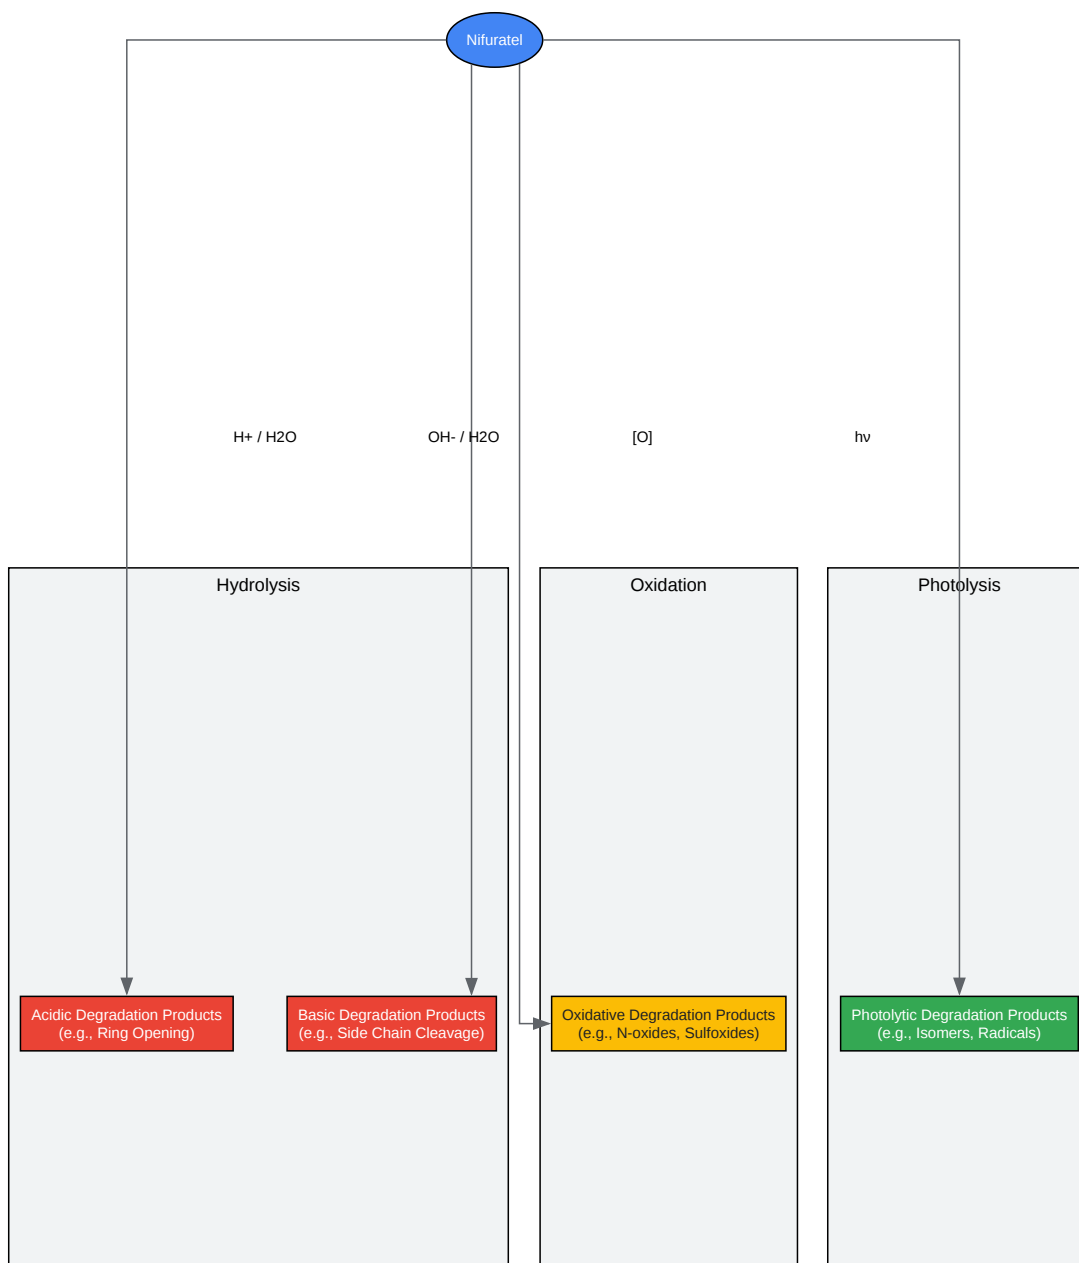 Nifuratel
H+ / H2O
OH- / H2O
[O]
hν
Hydrolysis
Oxidation
Photolysis
Acidic Degradation Products
(e.g., Ring Opening)
Basic Degradation Products
(e.g., Side Chain Cleavage)
Oxidative Degradation Products
(e.g., N-oxides, Sulfoxides)
Photolytic Degradation Products
(e.g., Isomers, Radicals)